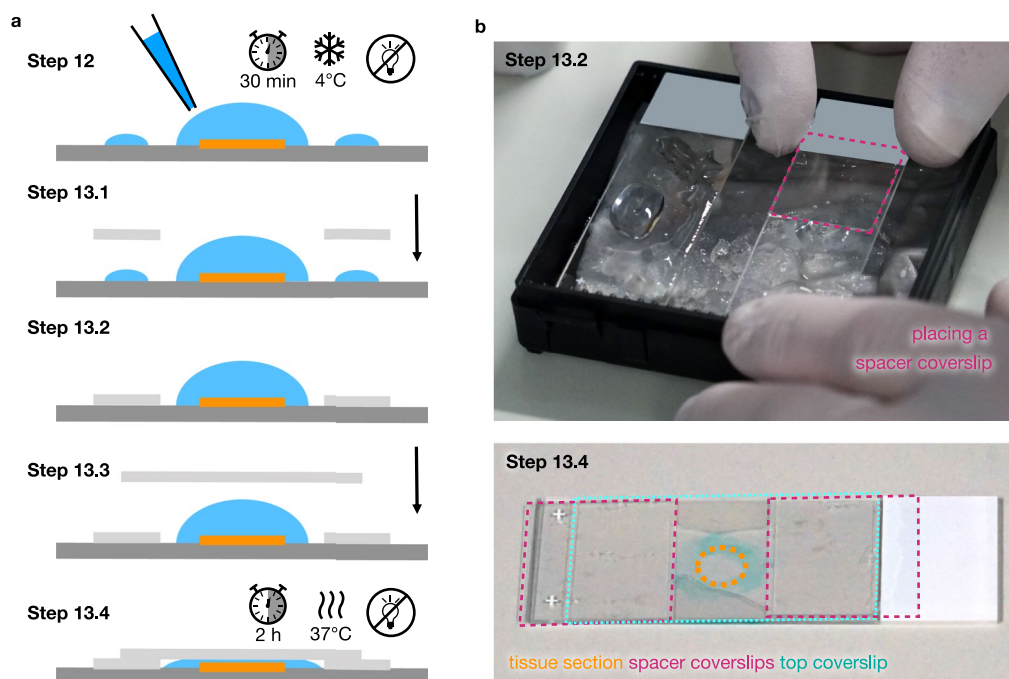 a
Step 12
30 min
4°C
Step 13.1
Step 13.2
Step 13.3
Step 13.4
2 h
37°C
b
Step 13.2
placing a
spacer coverslip
Step 13.4
tissue section spacer coverslips top coverslip